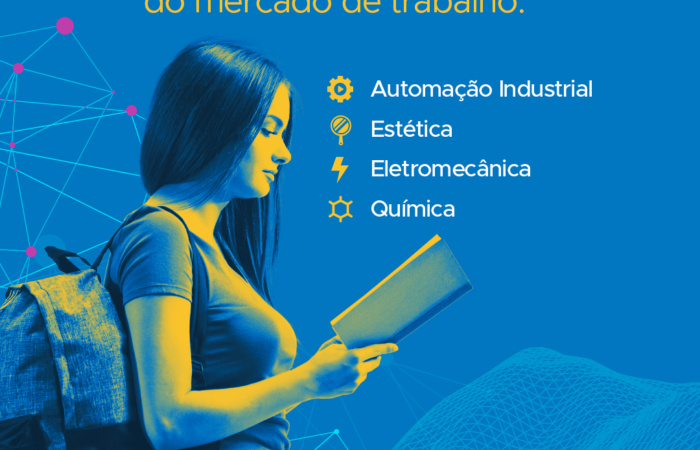 do mercado de trabalho.
Automação Industrial
Estética
Eletromecânica
Química